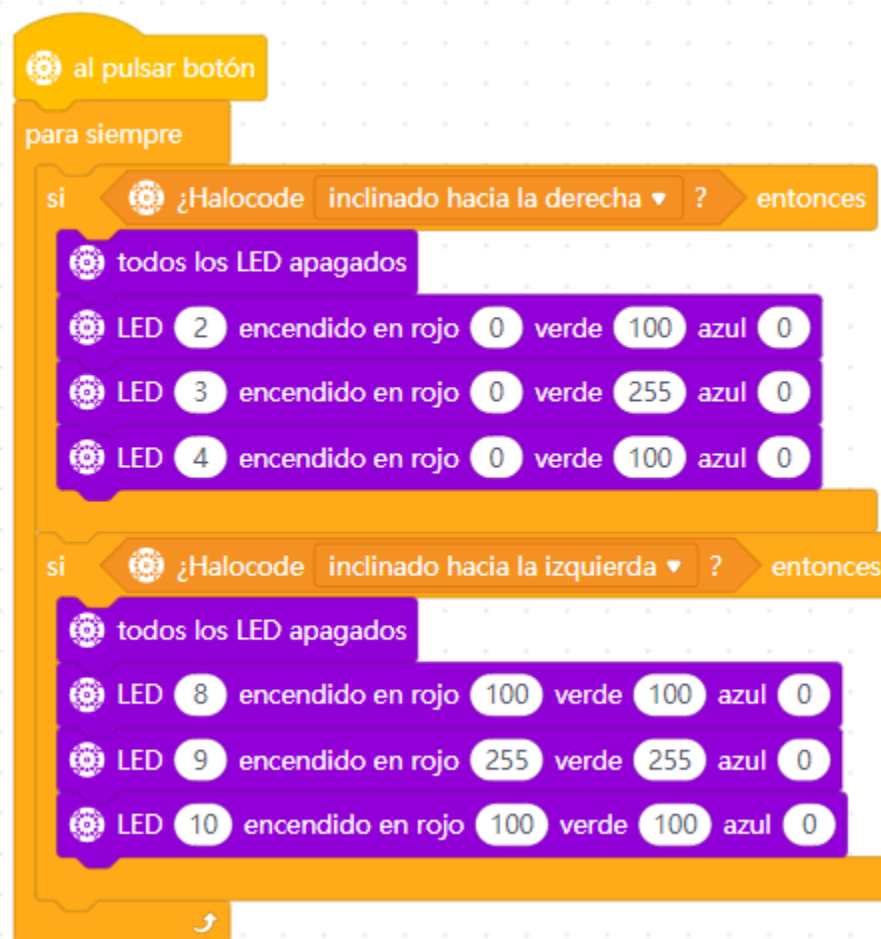 al pulsar botón
para siempre
si ¿Halocode inclinado hacia la derecha ? entonces
todos los LED apagados
LED 2 encendido en rojo 0 verde 100 azul 0
LED 3 encendido en rojo 0 verde 255 azul 0
LED 4 encendido en rojo 0 verde 100 azul 0
si ¿Halocode inclinado hacia la izquierda ? entonces
todos los LED apagados
LED 8 encendido en rojo 100 verde 100 azul 0
LED 9 encendido en rojo 255 verde 255 azul 0
LED 10 encendido en rojo 100 verde 100 azul 0